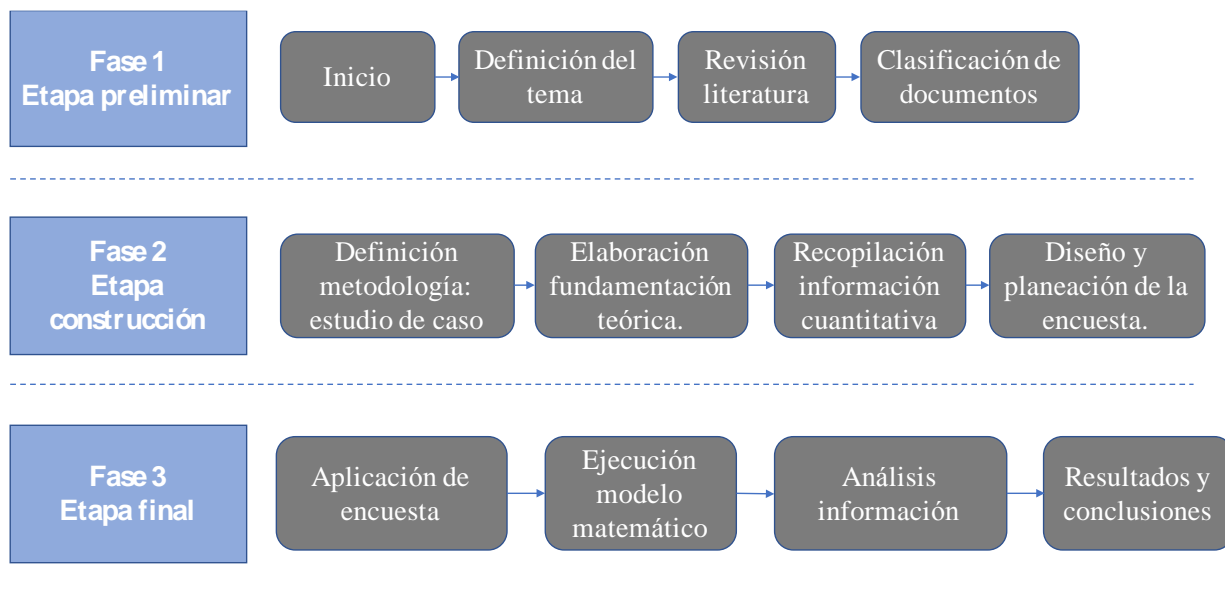 Fase 1
Etapa preliminar
Inicio
Definición del
tema
Revisión
literatura
Clasificación de
documentos
Fase 2
Etapa
construcción
Definición
metodología:
estudio de caso
Elaboración
fundamentación
teórica.
Recopilación
información
cuantitativa
Diseño y
planeación de la
encuesta.
Fase 3
Etapa final
Aplicación de
encuesta
Ejecución
modelo
matemático
Análisis
información
Resultados y
conclusiones